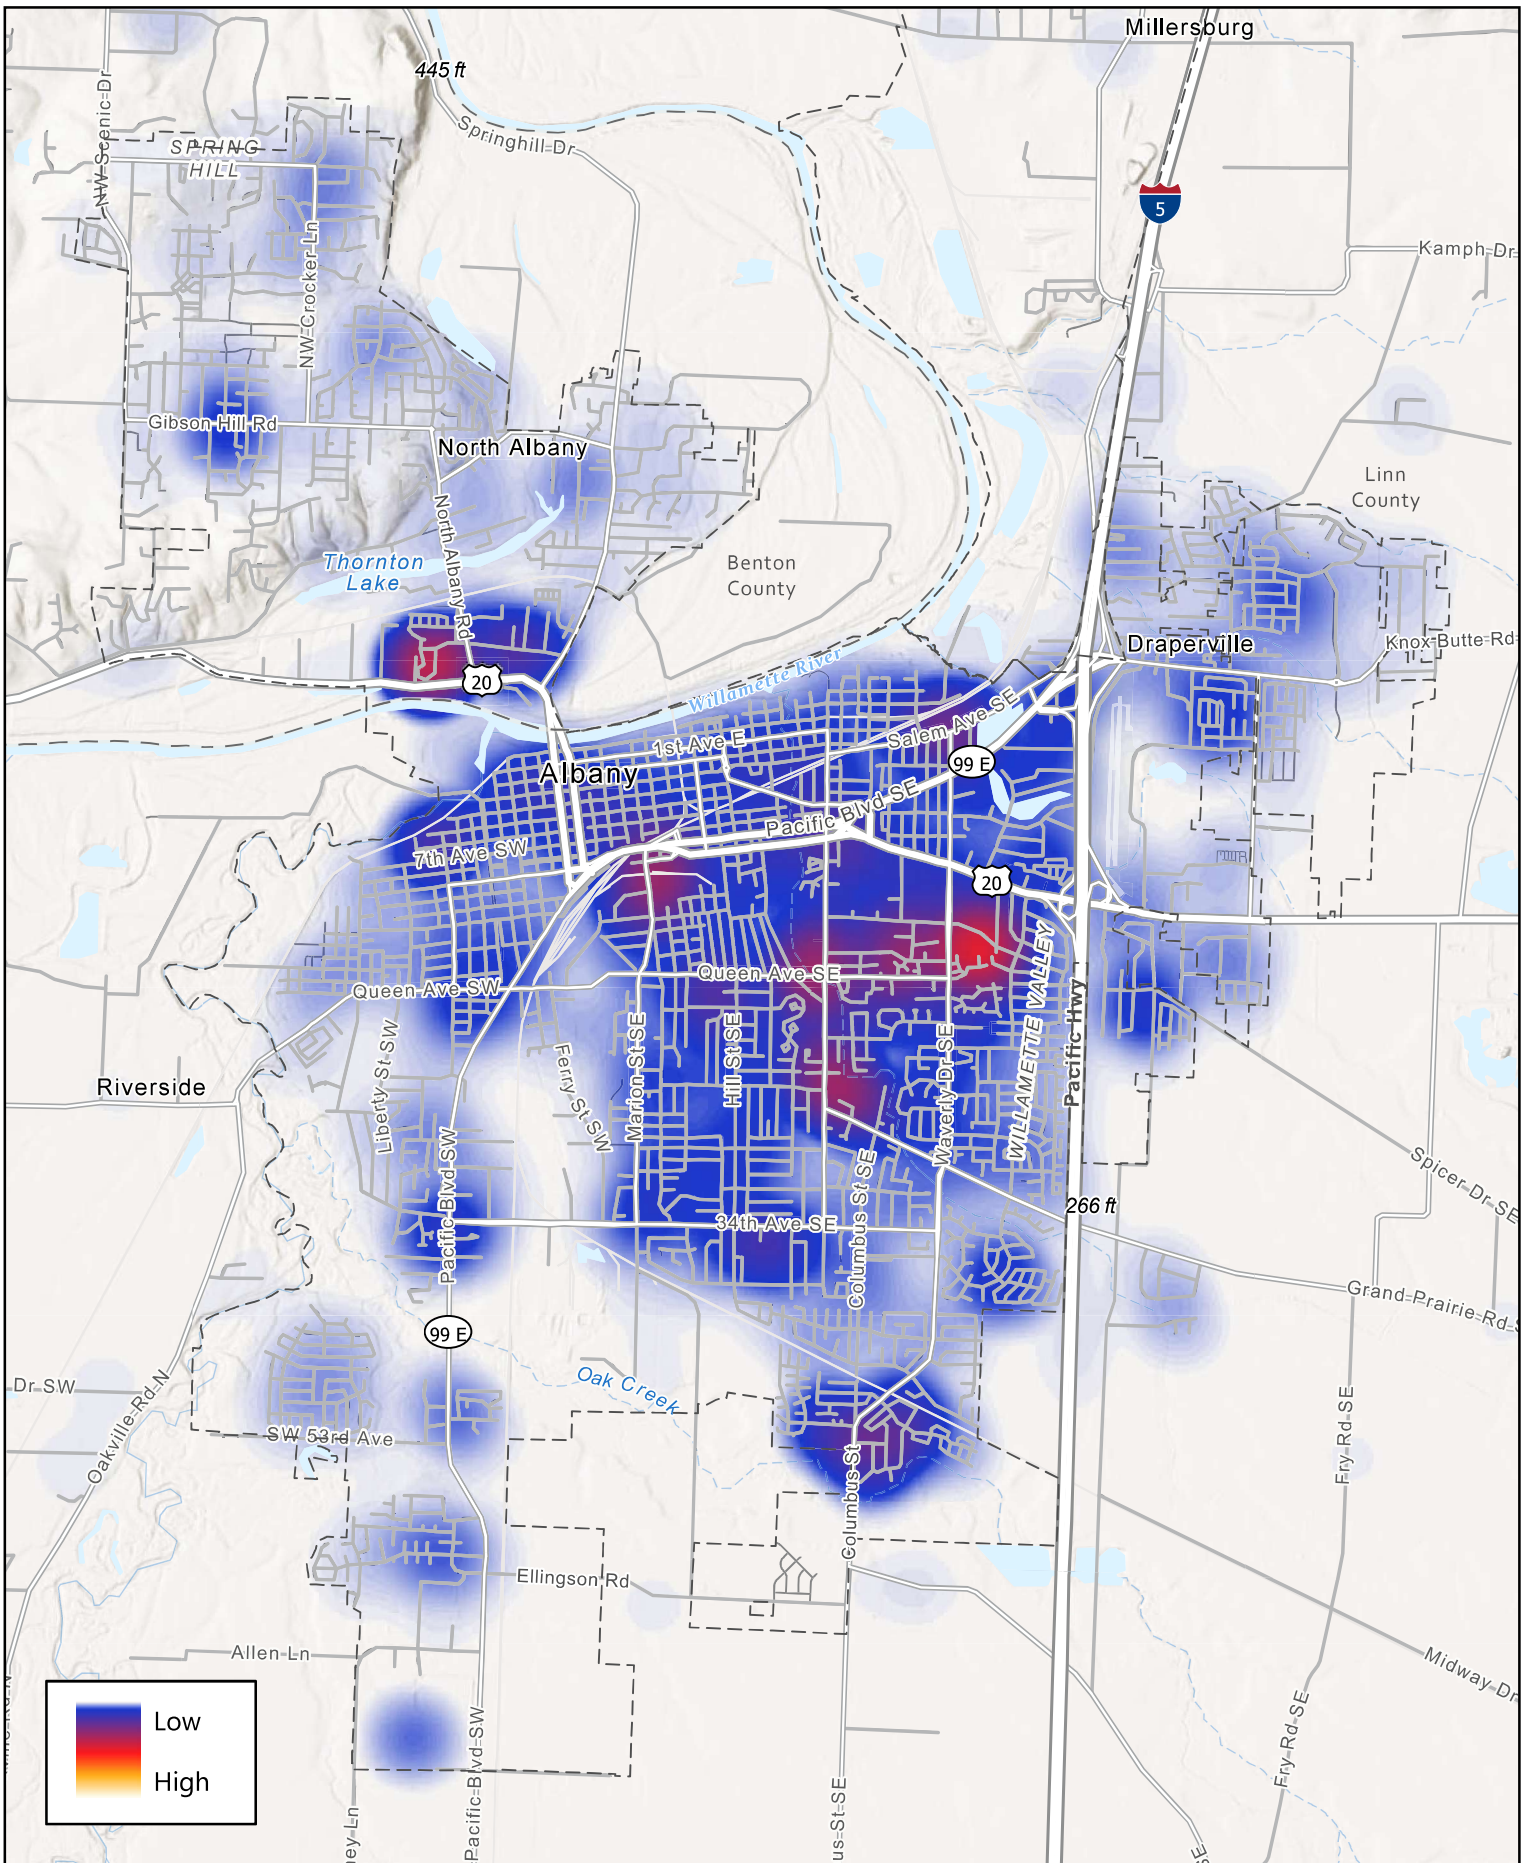 Millersburg
445 ft
NW Scenic Dr
Springhill Dr
SPRING
HILL
5
NW Crocker Ln
Kamph Dr
Gibson Hill Rd
North Albany
Linn
County
North Albany Rd
Thornton
Lake
Benton
County
Draperville
Knox Butte Rd
20
Willamette River
Salem Ave SE
1st Ave E
99 E
Albany
Pacific Blvd SE
7th Ave SW
20
WILLAMETTE VALLEY
Queen Ave SE
Queen Ave SW
Pacific Hwy
Liberty St SW
Ferry St SW
Marion St SE
Hill St SE
Waverly Dr SE
Riverside
Pacific Blvd SW
Columbus St SE
Spicer Dr SE
266 ft
34th Ave SE
Grand Prairie Rd S
99 E
Dr SW
Oakville Rd N
Oak Creek
SW 53rd Ave
Fry Rd SE
Columbus St
Ellingson Rd
Allen Ln
Midway Dr
Low
High
Pacific Blvd SW
Fry Rd SE
ey Ln
us St SE
SE